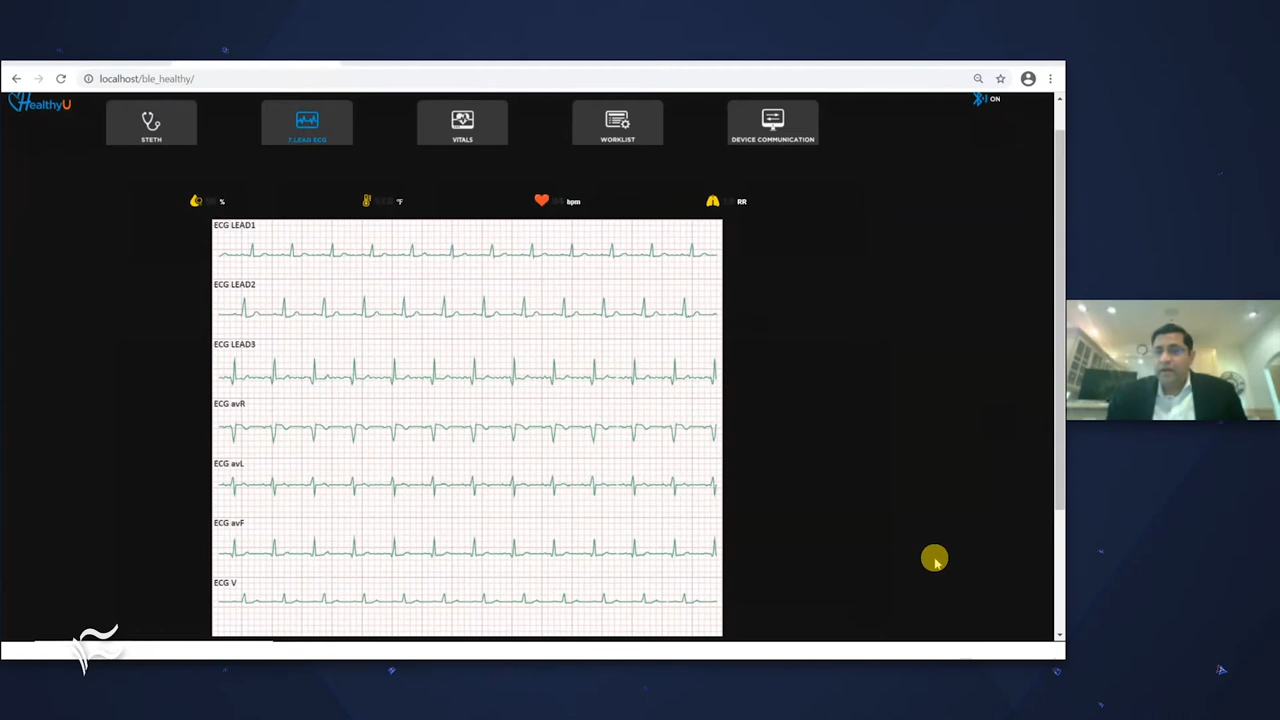 localhost/ble_healthy/
HealthyU
STETH
7 LEAD ECG
VITALS
WORKLIST
DEVICE COMMUNICATION
ON
%
°F
bpm
RR
ECG LEAD1
ECG LEAD2
ECG LEAD3
ECG avR
ECG avL
ECG avF
ECG V